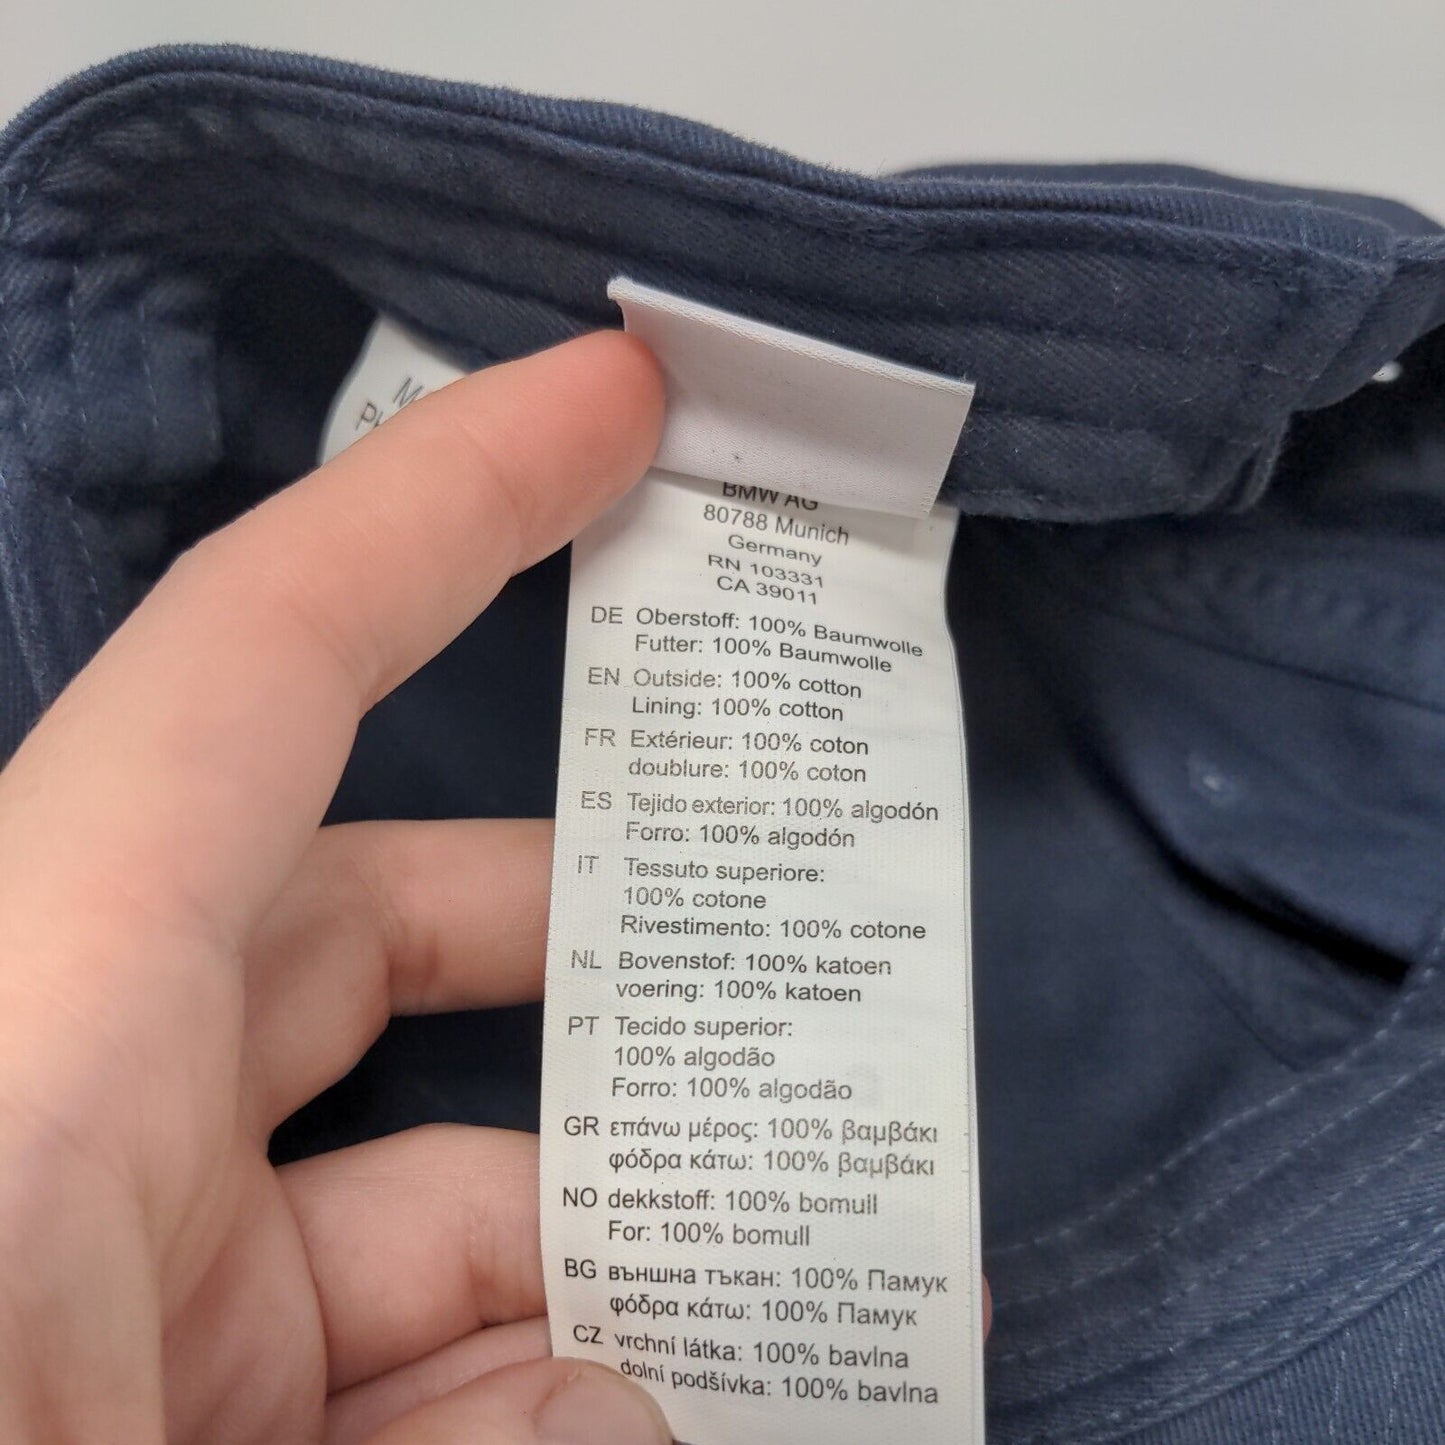 BMW AG
80788 Munich
Germany
RN 103331
CA 39011
DE Oberstoff: 100% Baumwolle
Futter: 100% Baumwolle
EN Outside: 100% cotton
Lining: 100% cotton
FR Extérieur: 100% coton
doublure: 100% coton
ES Tejido exterior: 100% algodón
Forro: 100% algodón
IT Tessuto superiore:
100% cotone
Rivestimento: 100% cotone
NL Bovenstof: 100% katoen
voering: 100% katoen
PT Tecido superior:
100% algodão
Forro: 100% algodão
GR επάνω μέρος: 100% βαμβάκι
φόδρα κάτω: 100% βαμβάκι
NO dekkstoff: 100% bomull
For: 100% bomull
BG външна тъкан: 100% Памук
φόδρα κάτω: 100% Памук
CZ vrchní látka: 100% bavlna
dolní podšívka: 100% bavlna